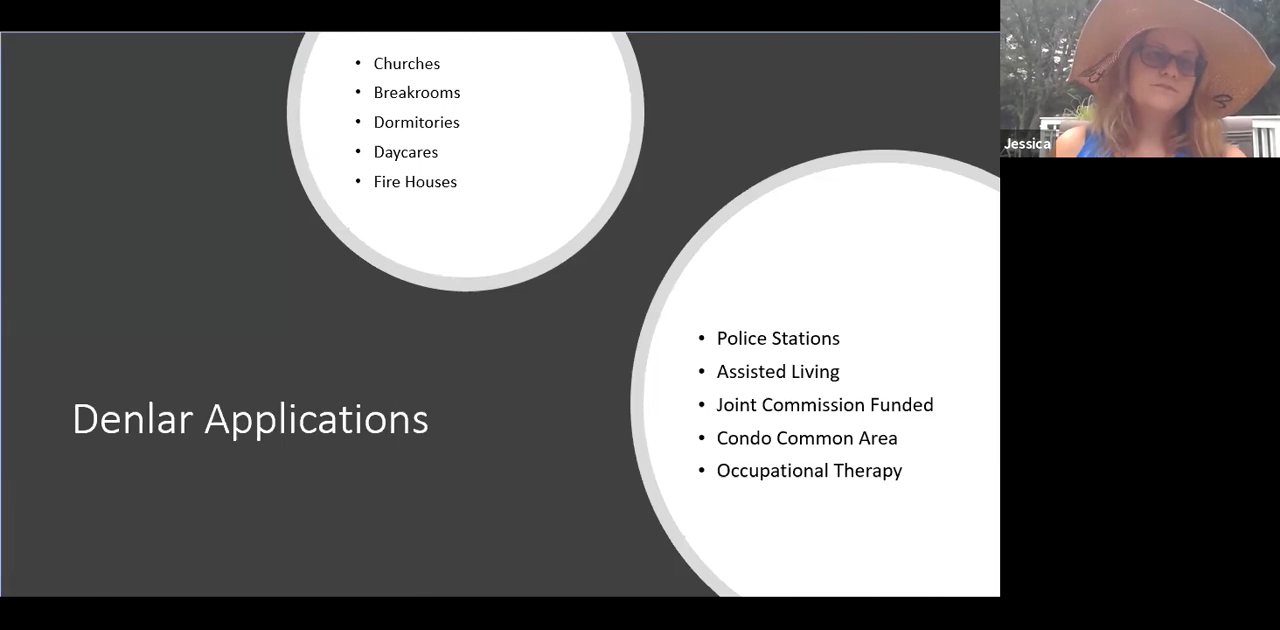 Churches
Breakrooms
Dormitories
Daycares
Fire Houses
Jessica
Police Stations
Assisted Living
Joint Commission Funded
Condo Common Area
Occupational Therapy
Denlar Applications